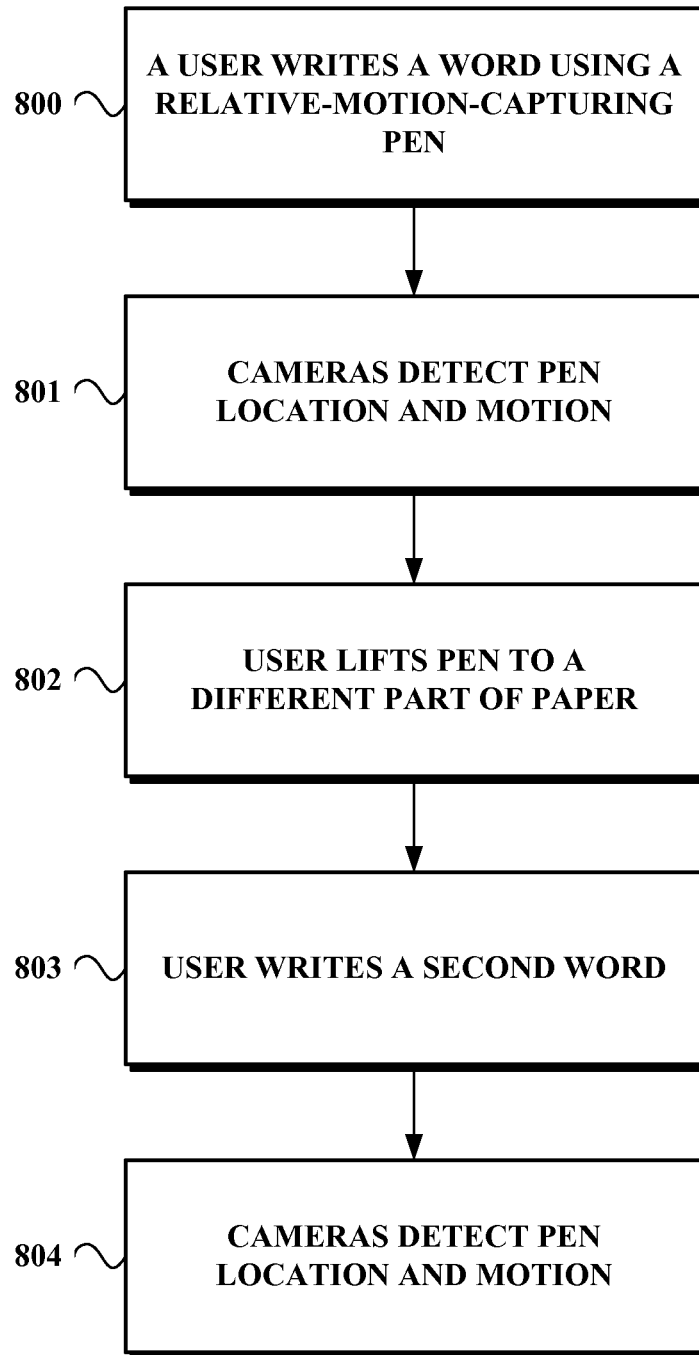 800
A USER WRITES A WORD USING A
RELATIVE-MOTION-CAPTURING
PEN
801
CAMERAS DETECT PEN
LOCATION AND MOTION
802
USER LIFTS PEN TO A
DIFFERENT PART OF PAPER
803
USER WRITES A SECOND WORD
804
CAMERAS DETECT PEN
LOCATION AND MOTION